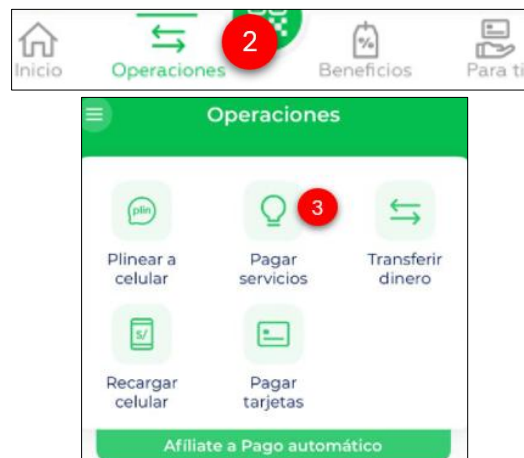 2
Inicio Operaciones Beneficios Para ti
Operaciones
plin 3
Plinear a celular
Pagar servicios
Transferir dinero
S/
Recargar celular
Pagar tarjetas
Afíliate a Pago automático